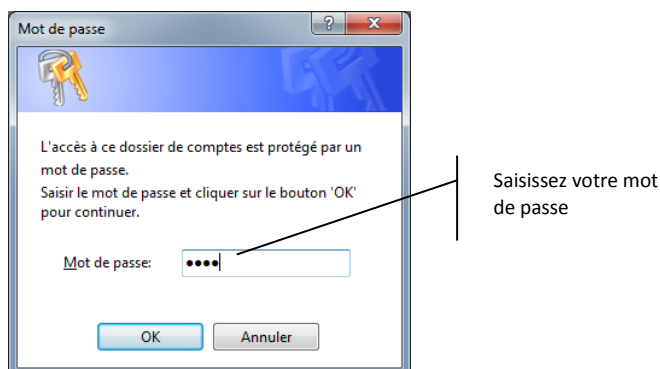 Mot de passe
L'accès à ce dossier de comptes est protégé par un
mot de passe.
Saisir le mot de passe et cliquer sur le bouton 'OK'
pour continuer.
Mot de passe: ••••
OK Annuler
Saisissez votre mot
de passe